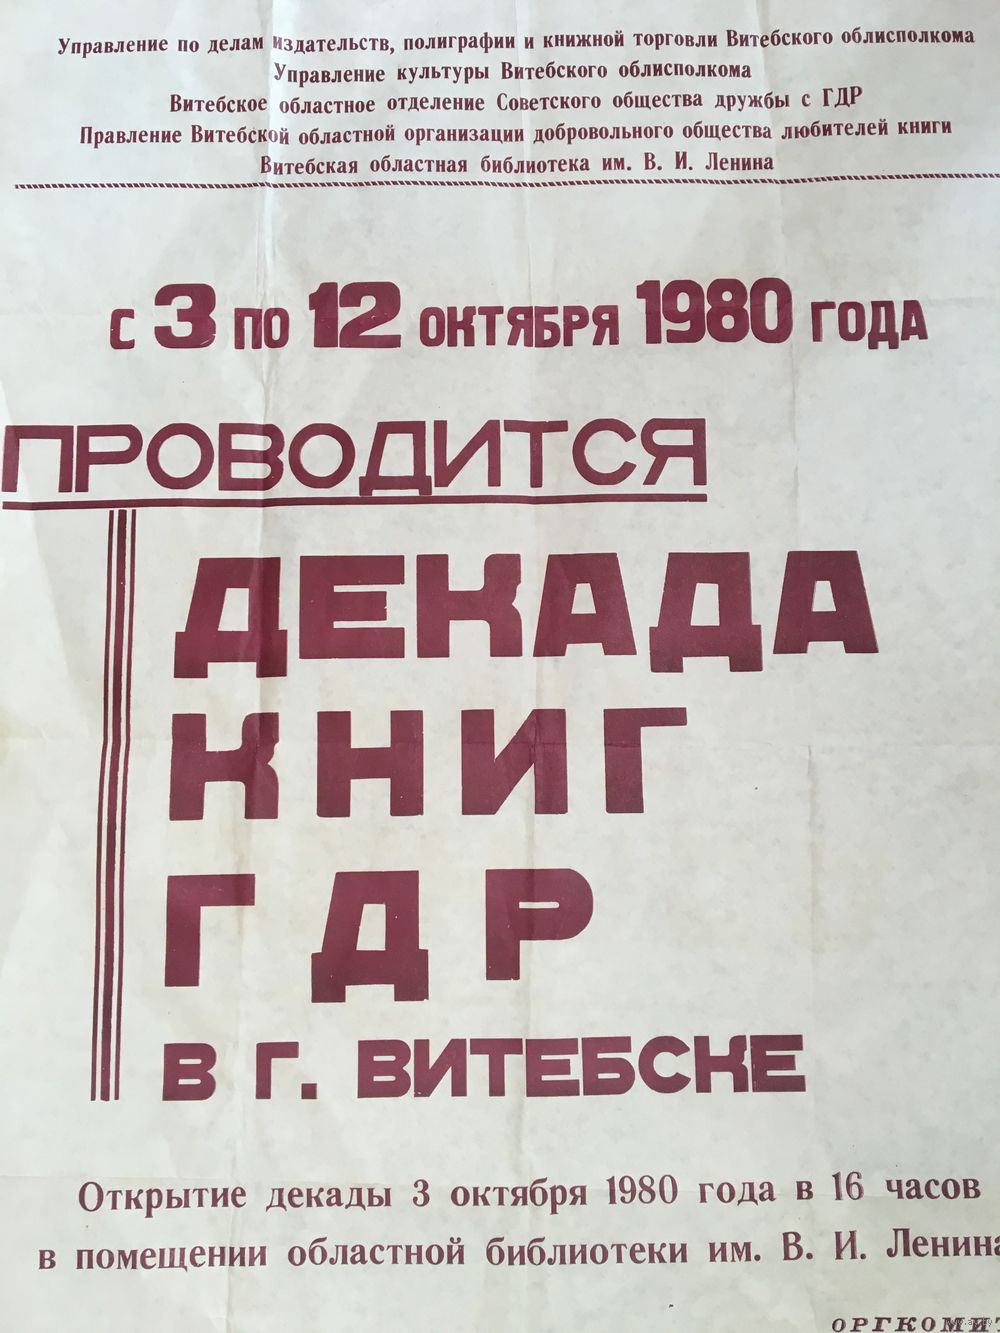 Управление по делам издательств, полиграфии и книжной торговли Витебского облисполкома
Управление культуры Витебского облисполкома
Витебское областное отделение Советского общества дружбы с ГДР
Правление Витебской областной организации добровольного общества любителей книги
Витебская областная библиотека им. В. И. Ленина
С 3 ПО 12 ОКТЯБРЯ 1980 ГОДА
ПРОВОДИТСЯ
ДЕКАДА
КНИГ
ГДР
В Г. ВИТЕБСКЕ
Открытие декады 3 октября 1980 года в 16 часов
в помещении областной библиотеки им. В. И. Ленина
ОРГКОМИТ